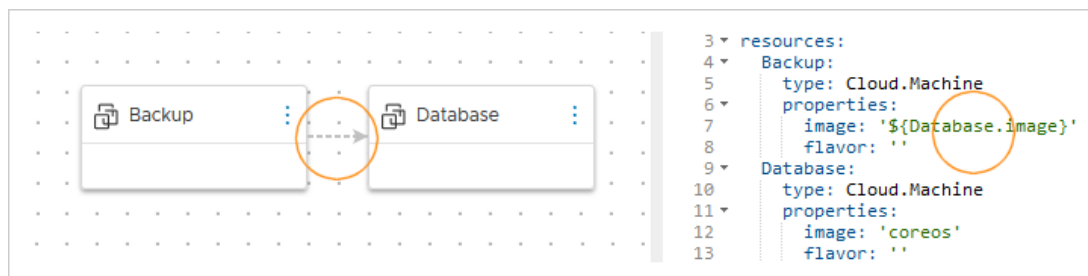 Backup
Database
3 resources:
4 Backup:
5 type: Cloud.Machine
6 properties:
7 image: '${Database.image}'
8 flavor: ''
9 Database:
10 type: Cloud.Machine
11 properties:
12 image: 'coreos'
13 flavor: ''